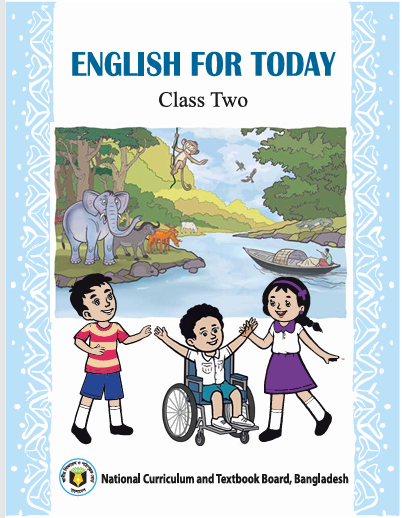 ENGLISH FOR TODAY
Class Two
National Curriculum and Textbook Board, Bangladesh